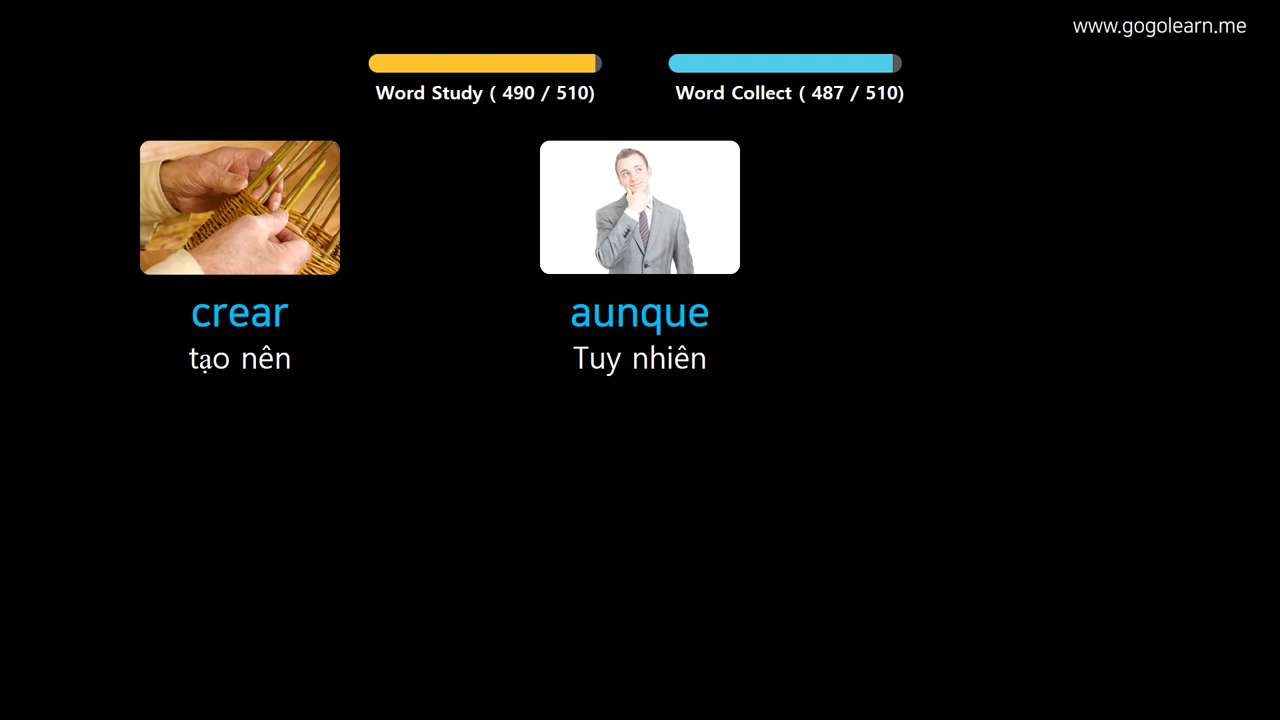 www.gogolearn.me
Word Study ( 490 / 510)
Word Collect ( 487 / 510)
crear
tạo nên
aunque
Tuy nhiên